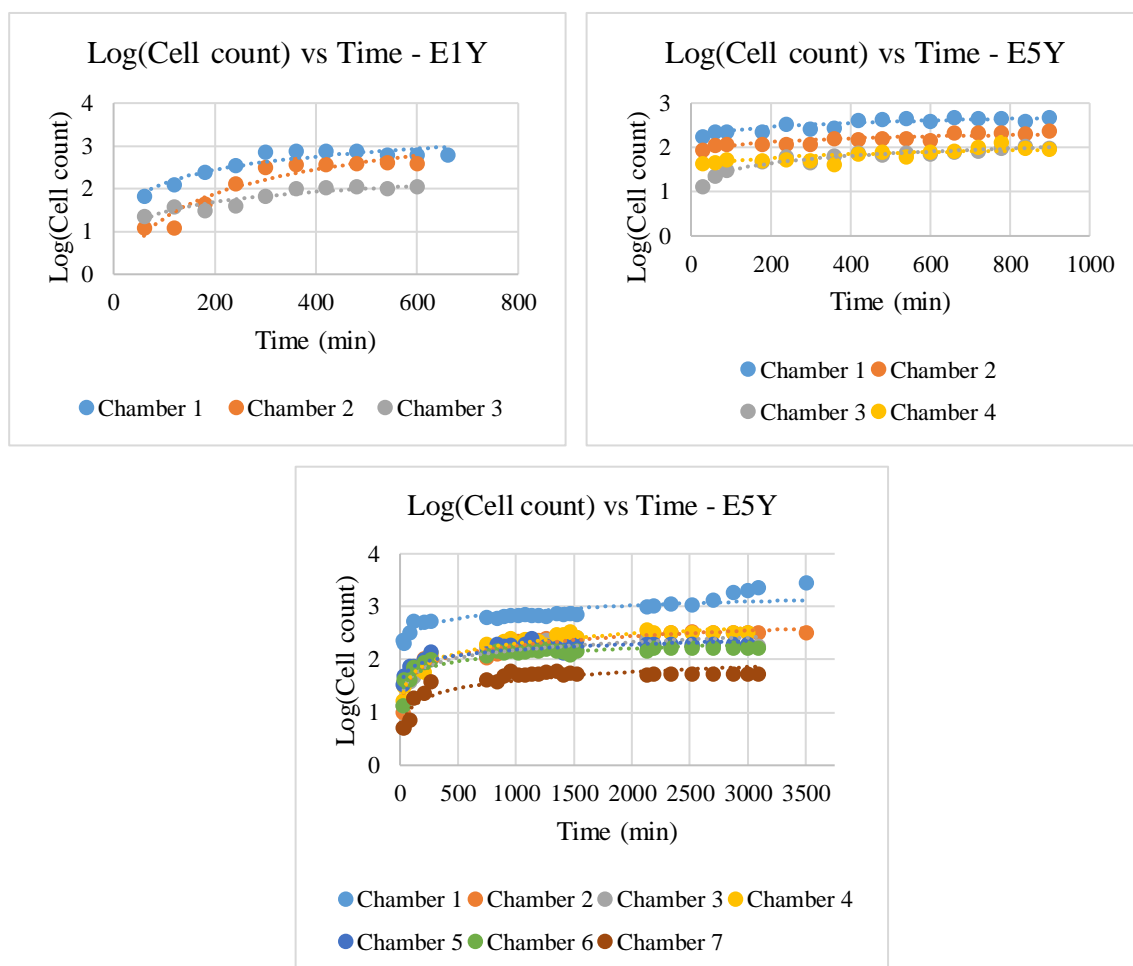 Log(Cell count) vs Time - E1Y
Log(Cell count)
4
3
2
1
0
0 200 400 600 800
Time (min)
Chamber 1 Chamber 2 Chamber 3
Log(Cell count) vs Time - E5Y
Log(Cell count)
3
2
1
0
0 200 400 600 800 1000
Time (min)
Chamber 1 Chamber 2
Chamber 3 Chamber 4
Log(Cell count) vs Time - E5Y
Log(Cell count)
4
3
2
1
0
0 500 1000 1500 2000 2500 3000 3500
Time (min)
Chamber 1 Chamber 2 Chamber 3 Chamber 4
Chamber 5 Chamber 6 Chamber 7